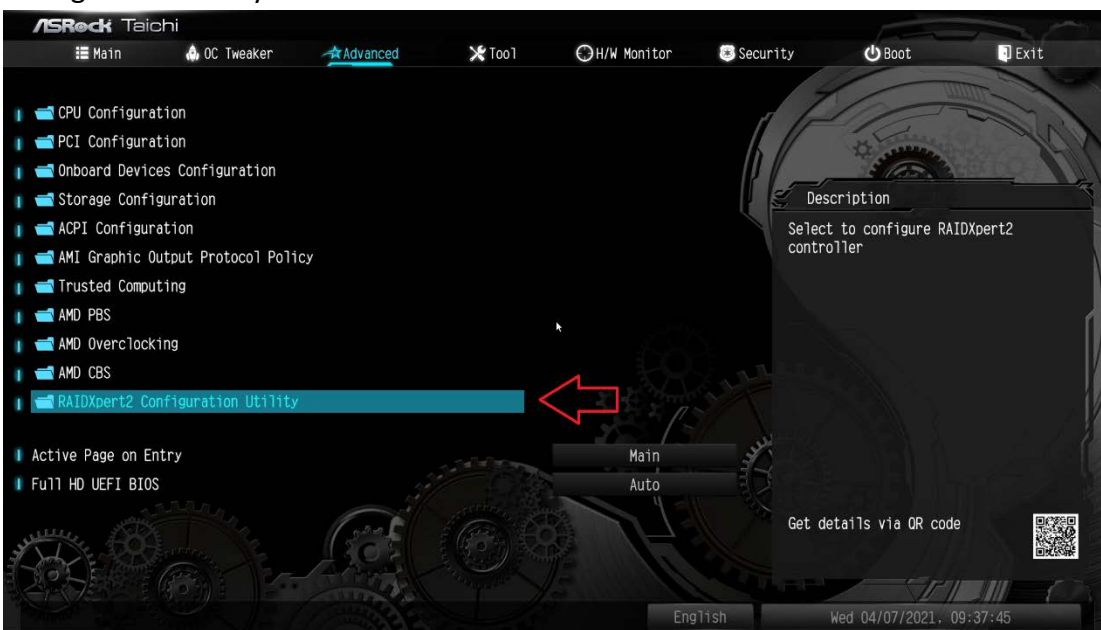 ASRock Taichi
Main
OC Tweaker
Advanced
Tool
H/W Monitor
Security
Boot
Exit
CPU Configuration
PCI Configuration
Onboard Devices Configuration
Storage Configuration
ACPI Configuration
AMI Graphic Output Protocol Policy
Trusted Computing
AMD PBS
AMD Overclocking
AMD CBS
RAIDXpert2 Configuration Utility
Active Page on Entry
Main
Full HD UEFI BIOS
Auto
Description
Select to configure RAIDXpert2
controller
Get details via QR code
English
Wed 04/07/2021. 09:37:45